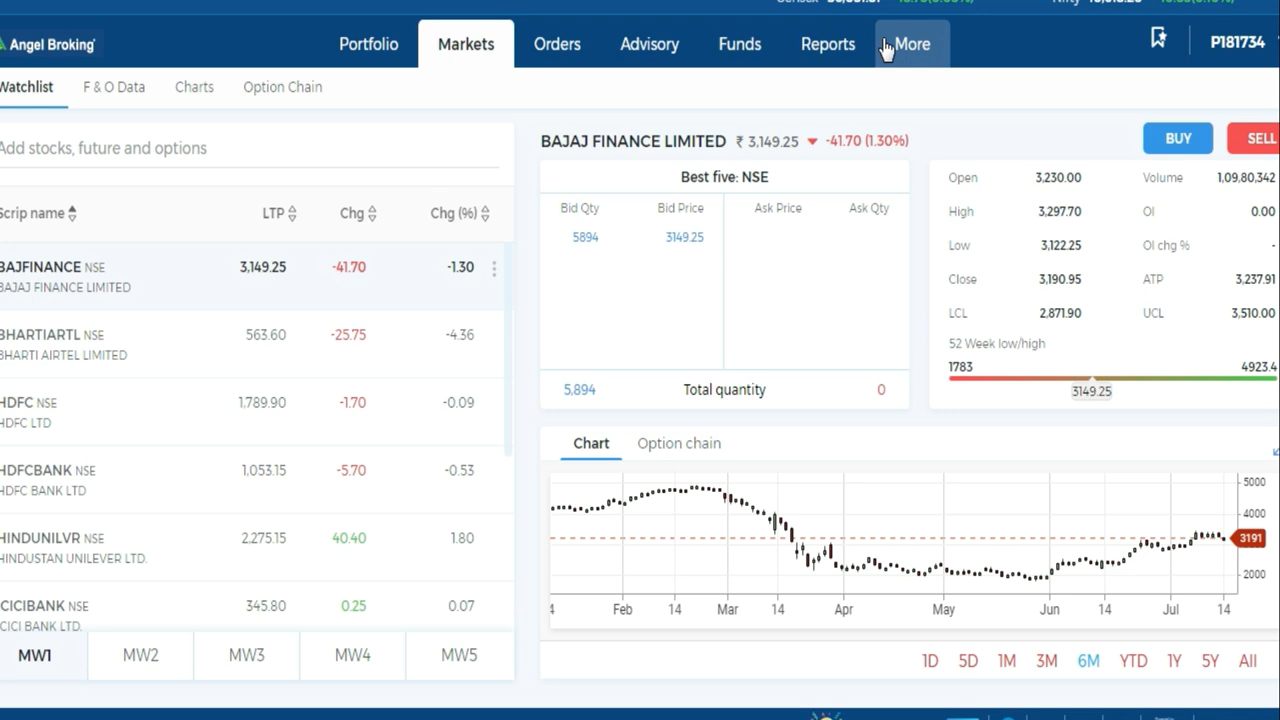 Angel Broking
Portfolio Markets Orders Advisory Funds Reports More P181734
Watchlist F & O Data Charts Option Chain
Add stocks, future and options
Scrip name LTP Chg Chg (%)
BAJFINANCE NSE 3,149.25 -41.70 -1.30
BAJAJ FINANCE LIMITED
BHARTIARTL NSE 563.60 -25.75 -4.36
BHARTI AIRTEL LIMITED
HDFC NSE 1,789.90 -1.70 -0.09
HDFC LTD
HDFCBANK NSE 1,053.15 -5.70 -0.53
HDFC BANK LTD
HINDUNILVR NSE 2,275.15 40.40 1.80
HINDUSTAN UNILEVER LTD.
ICICIBANK NSE 345.80 0.25 0.07
ICICI BANK LTD.
MW1 MW2 MW3 MW4 MW5
BAJAJ FINANCE LIMITED ₹ 3,149.25 -41.70 (1.30%)
BUY SELL
Best five: NSE
Bid Qty Bid Price Ask Price Ask Qty
5894 3149.25
5,894 Total quantity 0
Open 3,230.00 Volume 1,09,80,342
High 3,297.70 OI 0.00
Low 3,122.25 OI chg % -
Close 3,190.95 ATP 3,237.91
LCL 2,871.90 UCL 3,510.00
52 Week low/high
1783 4923.4
3149.25
Chart Option chain
5000
4000
3191
2000
4 Feb 14 Mar 14 Apr May Jun 14 Jul 14
1D 5D 1M 3M 6M YTD 1Y 5Y All